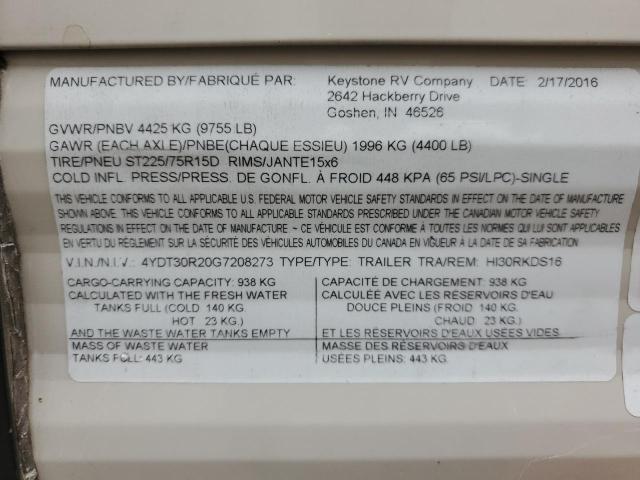 MANUFACTURED BY/FABRIQUÉ PAR: Keystone RV Company DATE: 2/17/2016
2642 Hackberry Drive
Goshen, IN 46526
GVWR/PNBV 4425 KG (9755 LB)
GAWR (EACH AXLE)/PNBE(CHAQUE ESSIEU) 1996 KG (4400 LB)
TIRE/PNEU ST225/75R15D RIMS/JANTE15x6
COLD INFL. PRESS/PRESS. DE GONFL. À FROID 448 KPA (65 PSI/LPC)-SINGLE
THIS VEHICLE CONFORMS TO ALL APPLICABLE U.S. FEDERAL MOTOR VEHICLE SAFETY STANDARDS IN EFFECT ON THE DATE OF MANUFACTURE
SHOWN ABOVE. THIS VEHICLE CONFORMS TO ALL APPLICABLE STANDARDS PRESCRIBED UNDER THE CANADIAN MOTOR VEHICLE SAFETY
REGULATIONS IN EFFECT ON THE DATE OF MANUFACTURE ~ CE VÉHICULE EST CONFORME À TOUTES LES NORMES QUI LUI SONT APPLICABLES
EN VERTU DU RÈGLEMENT SUR LA SÉCURITÉ DES VÉHICULES AUTOMOBILES DU CANADA EN VIGUEUR À LA DATE DE SA FABRICATION
V.I.N./N.I.V.: 4YDT30R20G7208273 TYPE/TYPE: TRAILER TRA/REM: HI30RKDS16
CARGO-CARRYING CAPACITY: 938 KG
CALCULATED WITH THE FRESH WATER
TANKS FULL (COLD 140 KG.
HOT 23 KG.)
AND THE WASTE WATER TANKS EMPTY
MASS OF WASTE WATER
TANKS FULL: 443 KG
CAPACITÉ DE CHARGEMENT: 938 KG
CALCULÉE AVEC LES RÉSERVOIRS D'EAU
DOUCE PLEINS (FROID 140 KG.
CHAUD: 23 KG.)
ET LES RÉSERVOIRS D'EAUX USÉES VIDES.
MASSE DES RÉSERVOIRS D'EAUX
USÉES PLEINS: 443 KG.